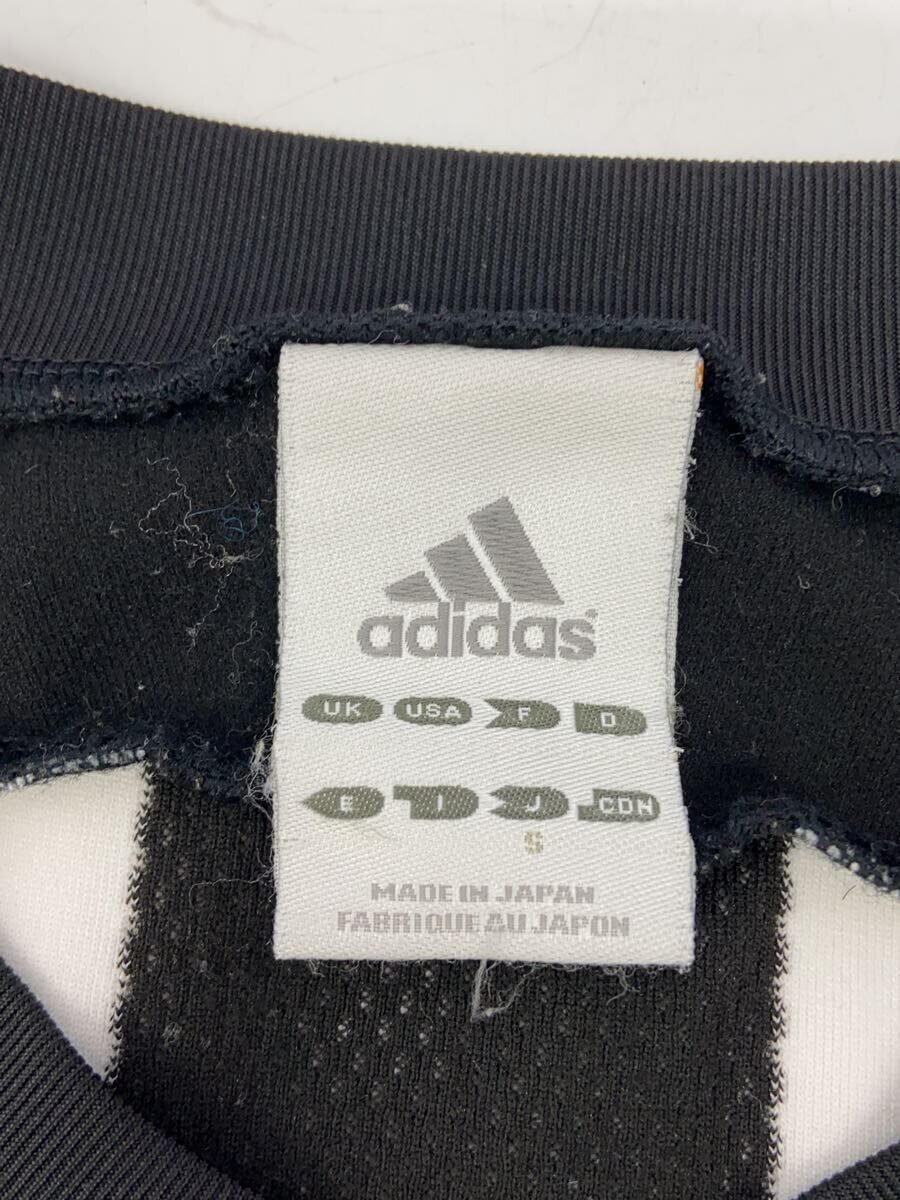 adidas
UK USA F D
E I J CDN
S
MADE IN JAPAN
FABRIQUE AU JAPON